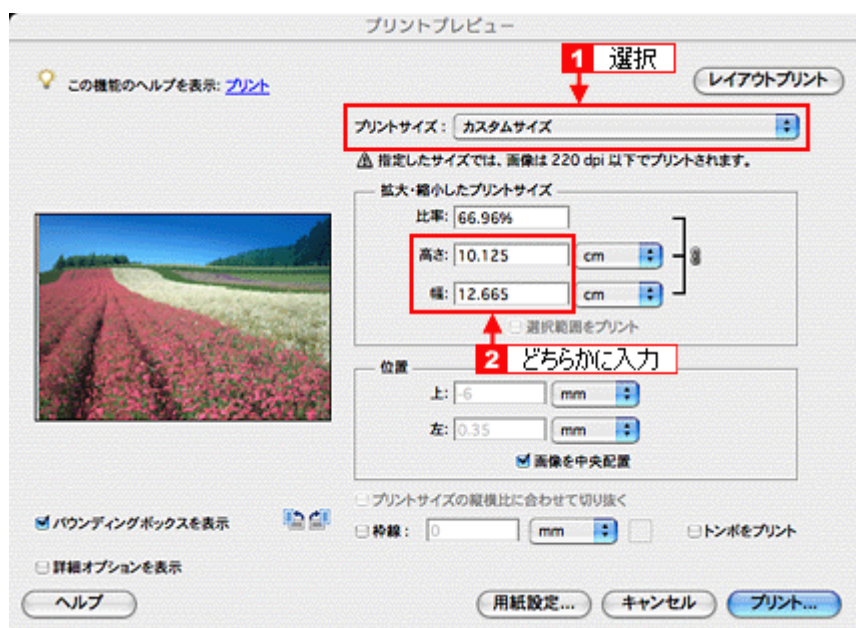 プリントプレビュー
1 選択
この機能のヘルプを表示: プリント
レイアウトプリント
プリントサイズ: カスタムサイズ
指定したサイズでは、画像は 220 dpi 以下でプリントされます。
拡大・縮小したプリントサイズ
比率: 66.96%
高さ: 10.125 cm
幅: 12.665 cm
選択範囲をプリント
2 どちらかに入力
位置
上: -6 mm
左: 0.35 mm
画像を中央配置
プリントサイズの縦横比に合わせて切り抜く
バウンディングボックスを表示
枠線: 0 mm
トンボをプリント
詳細オプションを表示
ヘルプ
用紙設定...
キャンセル
プリント...